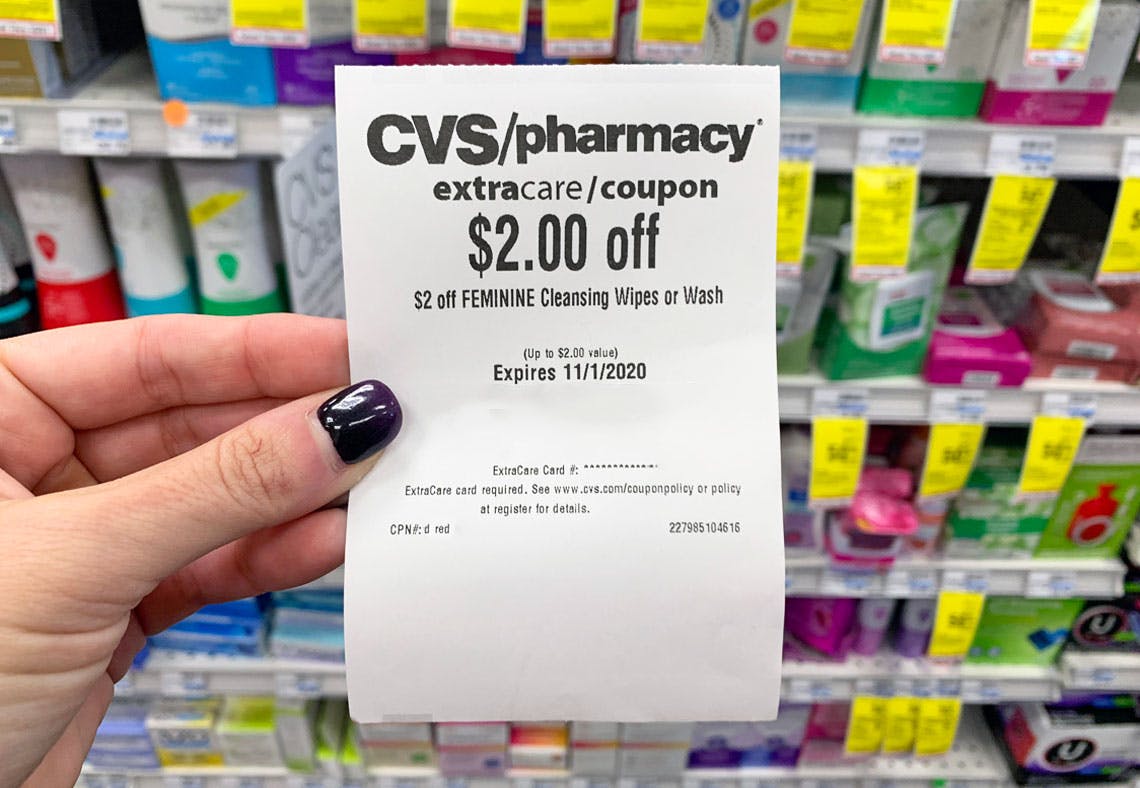 CVS/pharmacy
extracare/coupon
$2.00 off
$2 off FEMININE Cleansing Wipes or Wash
(Up to $2.00 value)
Expires 11/1/2020
ExtraCare Card #: ************
ExtraCare card required. See www.cvs.com/couponpolicy or policy
at register for details.
CPN#: d red 227985104616